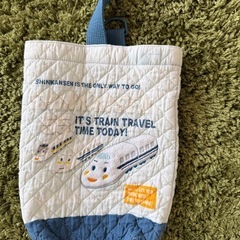 SHINKANSEN IS THE ONLY WAY TO GO!
IT'S TRAIN TRAVEL
TIME TODAY!